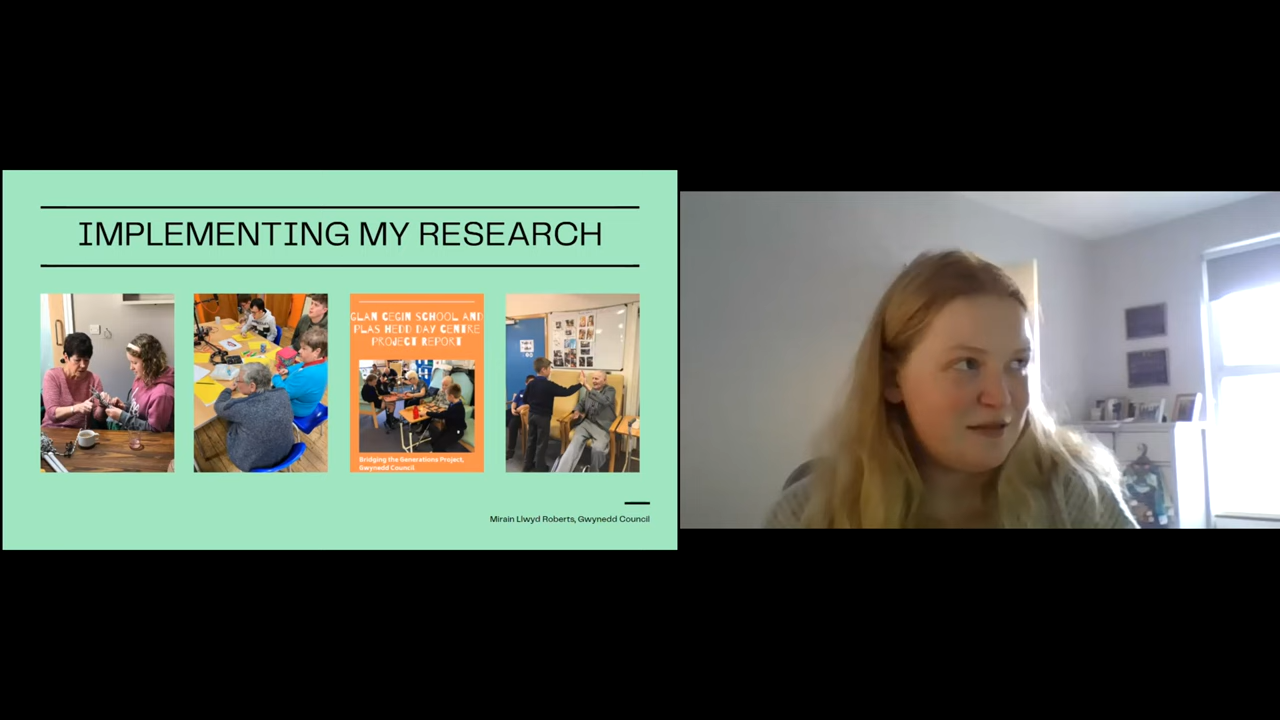 IMPLEMENTING MY RESEARCH
GLAN CEGIN SCHOOL AND
PLAS HEDD DAY CENTRE
PROJECT REPORT
Bridging the Generations Project,
Gwynedd Council
Mirain Llwyd Roberts, Gwynedd Council